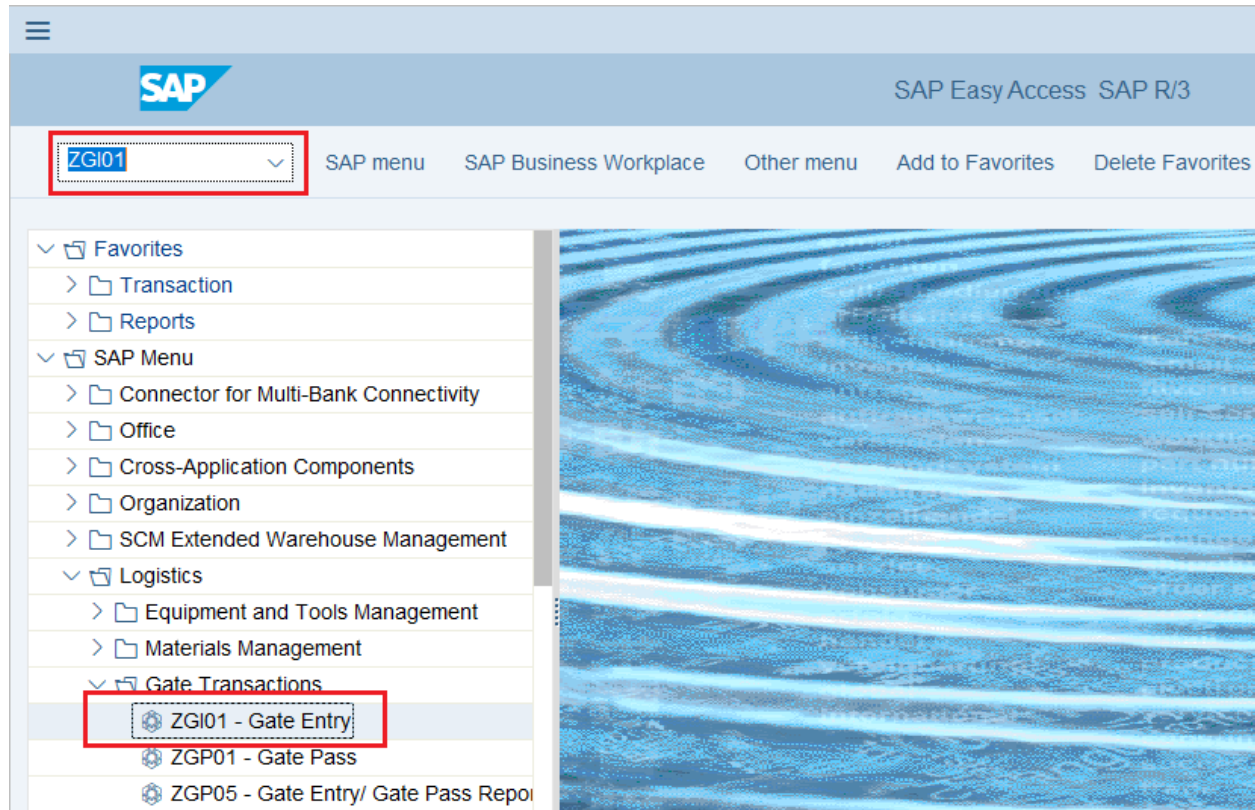 SAP
SAP Easy Access SAP R/3
ZGI01 SAP menu SAP Business Workplace Other menu Add to Favorites Delete Favorites
Favorites
Transaction
Reports
SAP Menu
Connector for Multi-Bank Connectivity
Office
Cross-Application Components
Organization
SCM Extended Warehouse Management
Logistics
Equipment and Tools Management
Materials Management
Gate Transactions
ZGI01 - Gate Entry
ZGP01 - Gate Pass
ZGP05 - Gate Entry/ Gate Pass Repor